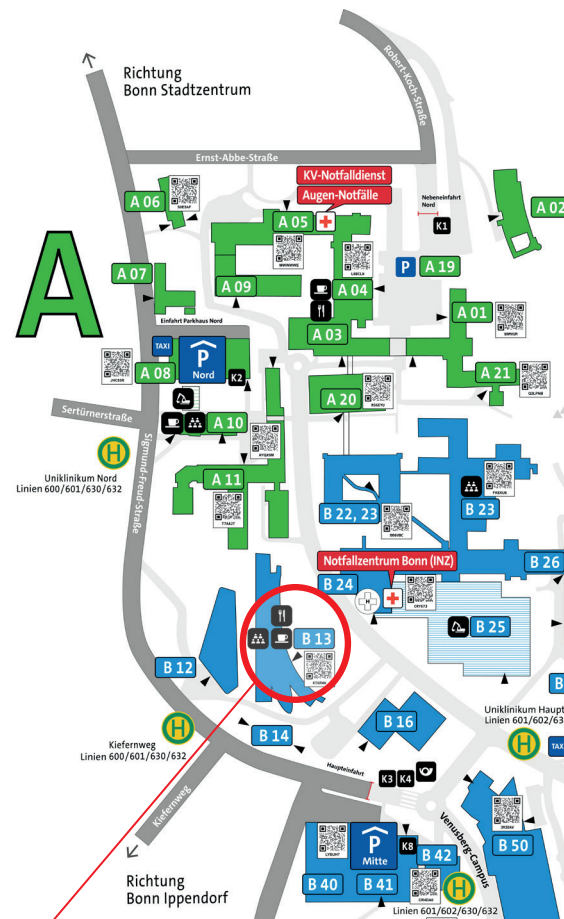 Richtung
Bonn Stadtzentrum
Robert-Koch-Straße
Ernst-Abbe-Straße
KV-Notfalldienst
Augen-Notfälle
A 06
A 05
Nebeneinfahrt
Nord
K1
A 02
A
A 07
A 09
A 04
P
A 19
A 01
Einfahrt Parkhaus Nord
A 03
TAXI
P
Nord
A 08
K2
A 21
A 20
Sertürnerstraße
A 10
H
Uniklinikum Nord
Linien 600/601/630/632
Sigmund-Freud-Straße
A 11
B 22, 23
B 23
Notfallzentrum Bonn (INZ)
B 24
H
B 26
B 25
B 13
B 12
B
B 16
Uniklinikum Haupt
Linien 601/602/63
H
TAX
B 14
H
Kiefernweg
Linien 600/601/630/632
Haupteinfahrt
K3
K4
Kiefernweg
Venusberg-Campus
B 50
P
Mitte
K8
B 42
B 40
B 41
H
Linien 601/602/630/632
Richtung
Bonn Ippendorf